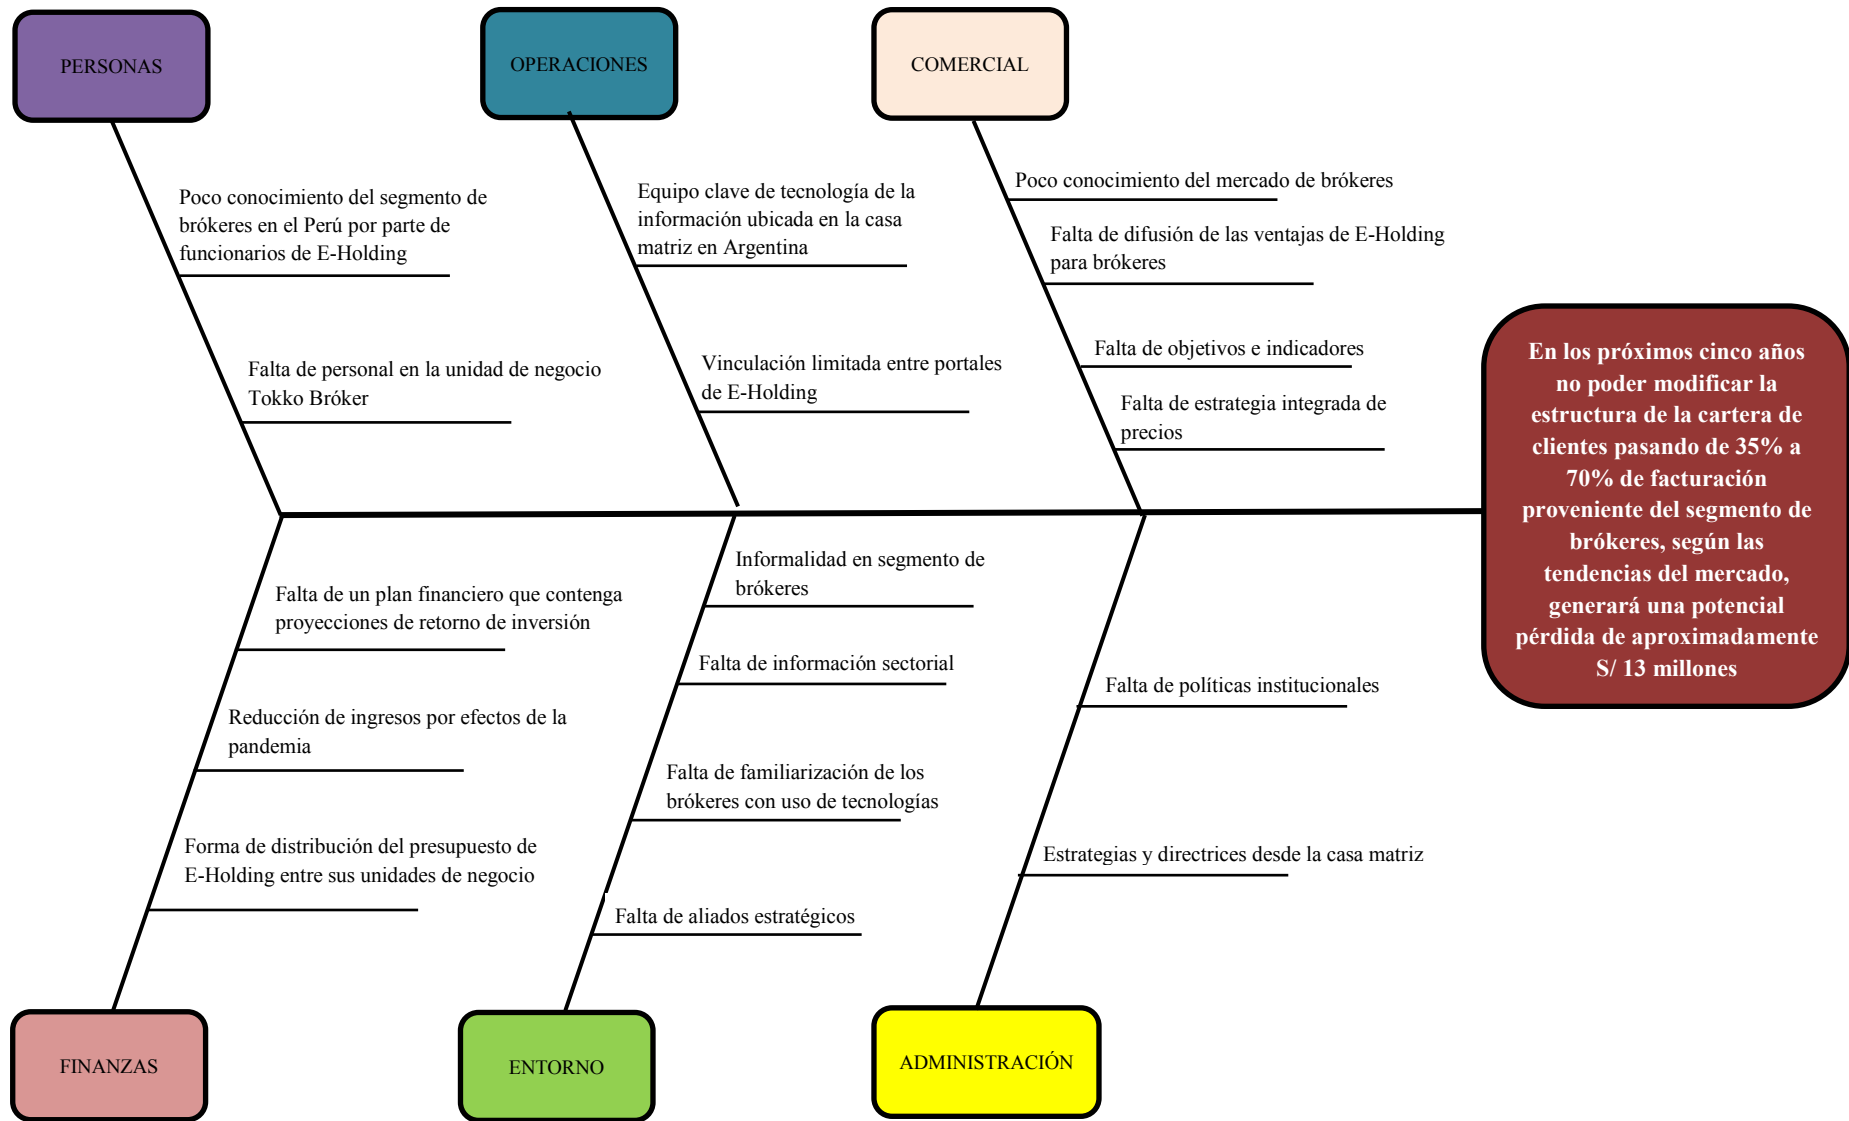 PERSONAS
OPERACIONES
COMERCIAL
Poco conocimiento del segmento de
brókeres en el Perú por parte de
funcionarios de E-Holding
Falta de personal en la unidad de negocio
Tokko Bróker
Equipo clave de tecnología de la
información ubicada en la casa
matriz en Argentina
Vinculación limitada entre portales
de E-Holding
Poco conocimiento del mercado de brókeres
Falta de difusión de las ventajas de E-Holding
para brókeres
Falta de objetivos e indicadores
Falta de estrategia integrada de
precios
En los próximos cinco años
no poder modificar la
estructura de la cartera de
clientes pasando de 35% a
70% de facturación
proveniente del segmento de
brókeres, según las
tendencias del mercado,
generará una potencial
pérdida de aproximadamente
S/ 13 millones
Falta de un plan financiero que contenga
proyecciones de retorno de inversión
Reducción de ingresos por efectos de la
pandemia
Forma de distribución del presupuesto de
E-Holding entre sus unidades de negocio
Informalidad en segmento de
brókeres
Falta de información sectorial
Falta de familiarización de los
brókeres con uso de tecnologías
Falta de aliados estratégicos
Falta de políticas institucionales
Estrategias y directrices desde la casa matriz
FINANZAS
ENTORNO
ADMINISTRACIÓN